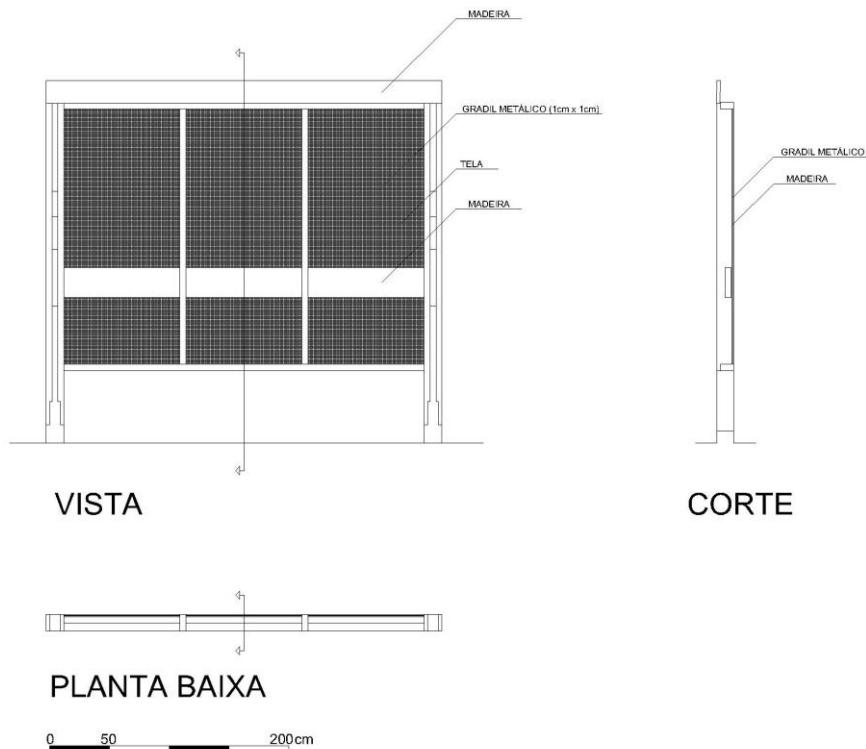 MADEIRA
GRADIL METÁLICO (1cm x 1cm)
TELA
MADEIRA
GRADIL METÁLICO
MADEIRA
VISTA
CORTE
PLANTA BAIXA
0 50 200cm